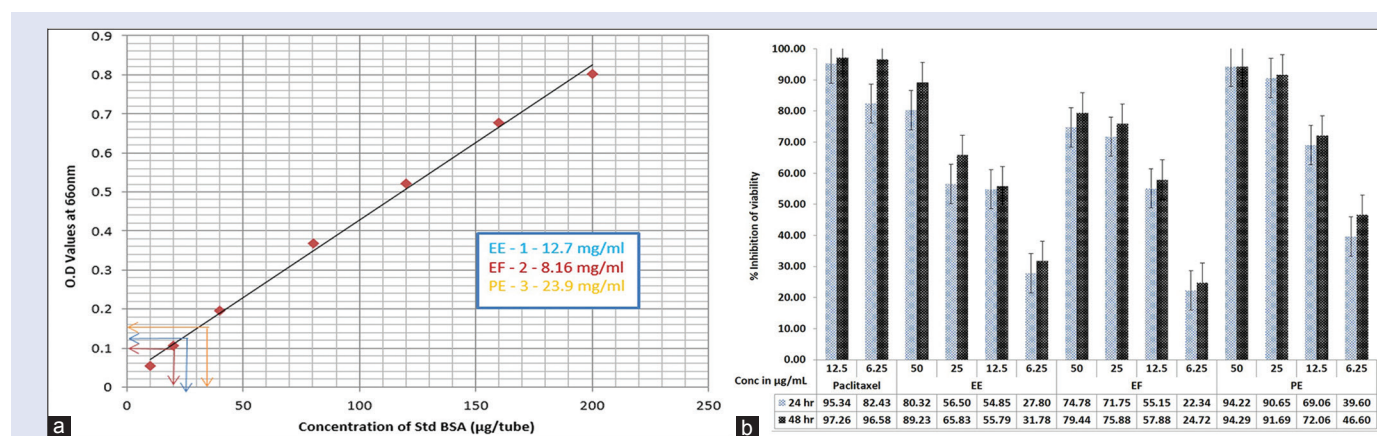 0.9
0.8
0.7
0.6
0.5
0.4
0.3
0.2
0.1
0
O.D Values at 66onm
0 50 100 150 200 250
Concentration of Std BSA (µg/tube)
EE - 1 - 12.7 mg/ml
EF - 2 - 8.16 mg/ml
PE - 3 - 23.9 mg/ml
a
100.00
90.00
80.00
70.00
60.00
50.00
40.00
30.00
20.00
10.00
0.00
% Inhibition of viability
12.5 6.25 50 25 12.5 6.25 50 25 12.5 6.25 50 25 12.5 6.25
Conc in µg/mL Paclitaxel EE EF PE
24 hr 95.34 82.43 80.32 56.50 54.85 27.80 74.78 71.75 55.15 22.34 94.22 90.65 69.06 39.60
48 hr 97.26 96.58 89.23 65.83 55.79 31.78 79.44 75.88 57.88 24.72 94.29 91.69 72.06 46.60
b